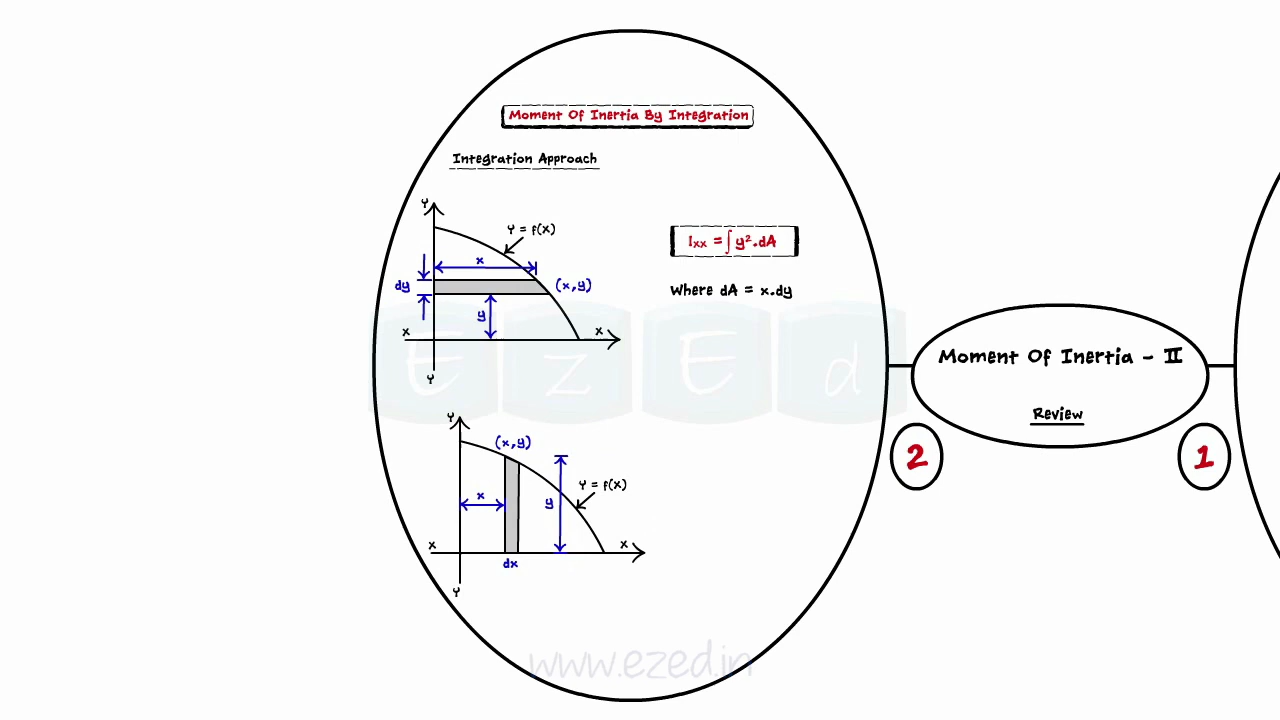 Moment Of Inertia By Integration
Integration Approach
Y
Y = f(x)
x
dy
(x,y)
y
x
x
Y
Ixx = ∫ y².dA
Where dA = x.dy
EzEd
Moment Of Inertia - II
Review
2
1
Y
(x,y)
Y = f(x)
x
y
x
x
dx
Y
www.ezed.in